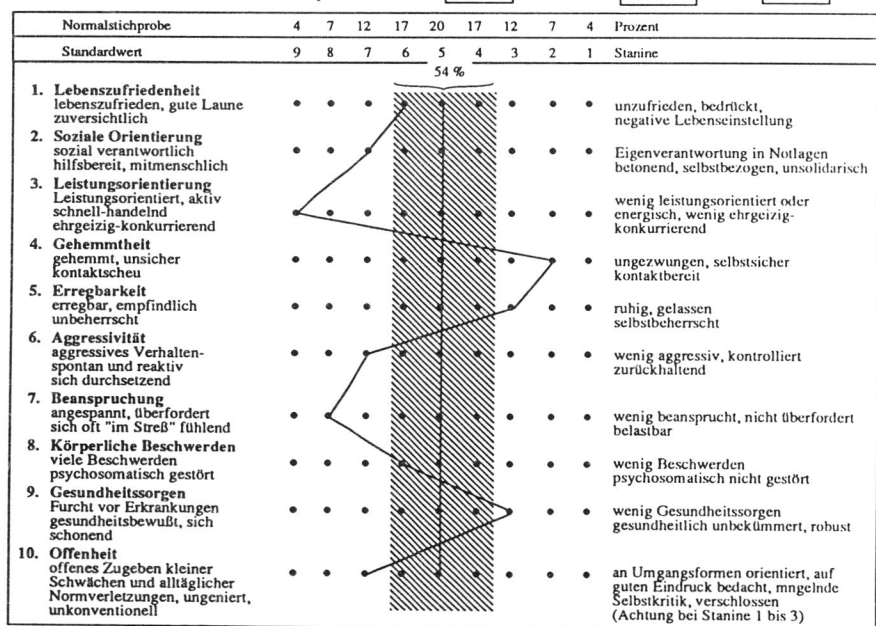 Normalstichprobe 4 7 12 17 20 17 12 7 4 Prozent
Standardwert 9 8 7 6 5 4 3 2 1 Stanine
54 %
1. Lebenszufriedenheit
lebenszufrieden, gute Laune
zuversichtlich
unzufrieden, bedrückt,
negative Lebenseinstellung
2. Soziale Orientierung
sozial verantwortlich
hilfsbereit, mitmenschlich
Eigenverantwortung in Notlagen
betonend, selbstbezogen, unsolidarisch
3. Leistungsorientierung
Leistungsorientiert, aktiv
schnell-handelnd
ehrgeizig-konkurrierend
wenig leistungsorientiert oder
energisch, wenig ehrgeizig-
konkurrierend
4. Gehemmtheit
gehemmt, unsicher
kontaktscheu
ungezwungen, selbstsicher
kontaktbereit
5. Erregbarkeit
erregbar, empfindlich
unbeherrscht
ruhig, gelassen
selbstbeherrscht
6. Aggressivität
aggressives Verhalten-
spontan und reaktiv
sich durchsetzend
wenig aggressiv, kontrolliert
zurückhaltend
7. Beanspruchung
angespannt, überfordert
sich oft "im Streß" fühlend
wenig beansprucht, nicht überfordert
belastbar
8. Körperliche Beschwerden
viele Beschwerden
psychosomatisch gestört
wenig Beschwerden
psychosomatisch nicht gestört
9. Gesundheitssorgen
Furcht vor Erkrankungen
gesundheitsbewußt, sich
schonend
wenig Gesundheitssorgen
gesundheitlich unbekümmert, robust
10. Offenheit
offenes Zugeben kleiner
Schwächen und alltäglicher
Normverletzungen, ungeniert,
unkonventionell
an Umgangsformen orientiert, auf
guten Eindruck bedacht, mngelnde
Selbstkritik, verschlossen
(Achtung bei Stanine 1 bis 3)